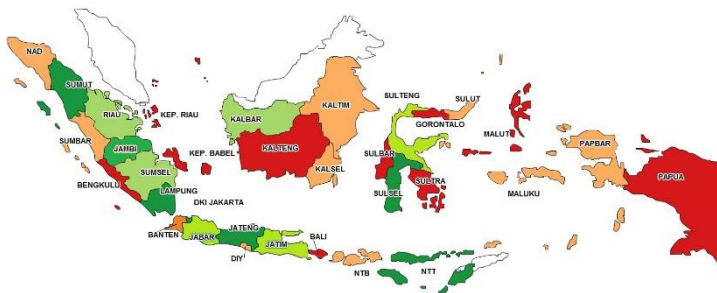 NAD
SUMUT
RIAU
KEP. RIAU
SUMBAR
JAMBI
KEP. BABEL
BENGKULU
SUMSEL
LAMPUNG
DKI JAKARTA
BANTEN
JABAR
JATENG
DIY
JATIM
BALI
NTB
NTT
KALBAR
KALTENG
KALTIM
KALSEL
SULTENG
SULUT
GORONTALO
SULBAR
SULSEL
SULTRA
MALUT
MALUKU
PAPBAR
PAPUA